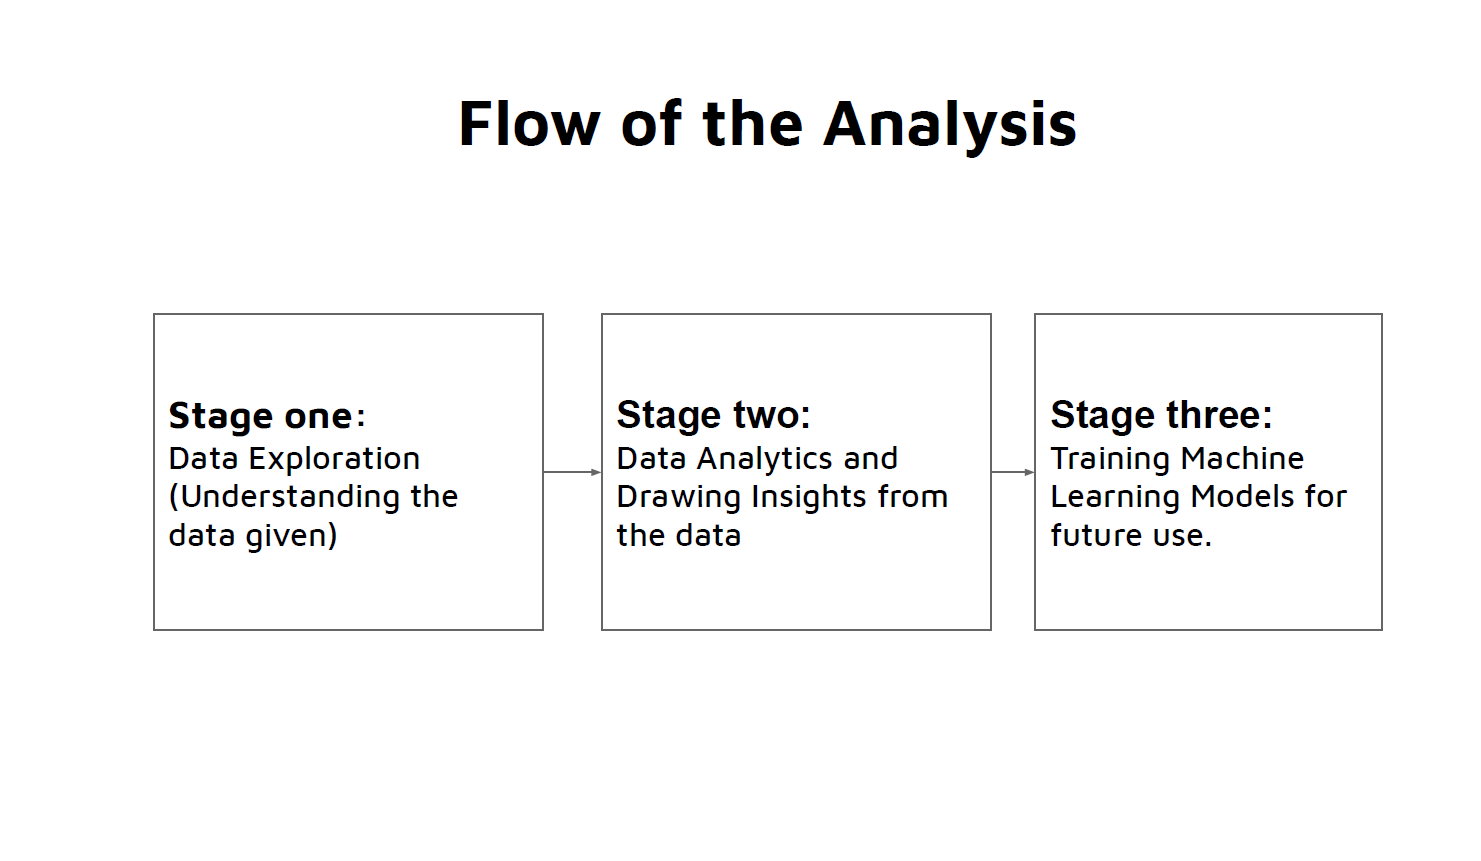 Flow of the Analysis
Stage one:
Data Exploration
(Understanding the
data given)
Stage two:
Data Analytics and
Drawing Insights from
the data
Stage three:
Training Machine
Learning Models for
future use.